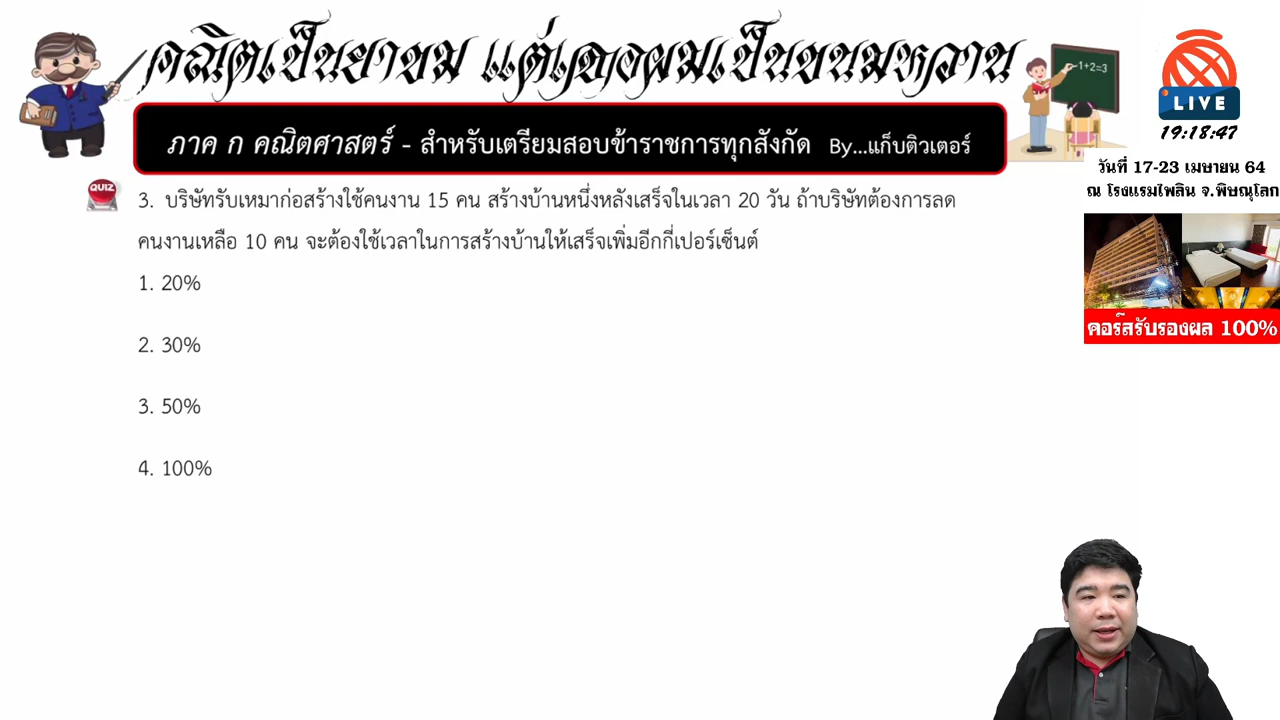 คณิตเป็นยาขม แต่เจอผมเป็นขนมหวาน
-1+2=3
LIVE
19:18:47
ภาค ก คณิตศาสตร์ - สำหรับเตรียมสอบข้าราชการทุกสังกัด By...แก็บติวเตอร์
วันที่ 17-23 เมษายน 64
ณ โรงแรมไพลิน จ.พิษณุโลก
คอร์สรับรองผล 100%
QUIZ
3. บริษัทรับเหมาก่อสร้างใช้คนงาน 15 คน สร้างบ้านหนึ่งหลังเสร็จในเวลา 20 วัน ถ้าบริษัทต้องการลด
คนงานเหลือ 10 คน จะต้องใช้เวลาในการสร้างบ้านให้เสร็จเพิ่มอีกกี่เปอร์เซ็นต์
1. 20%
2. 30%
3. 50%
4. 100%